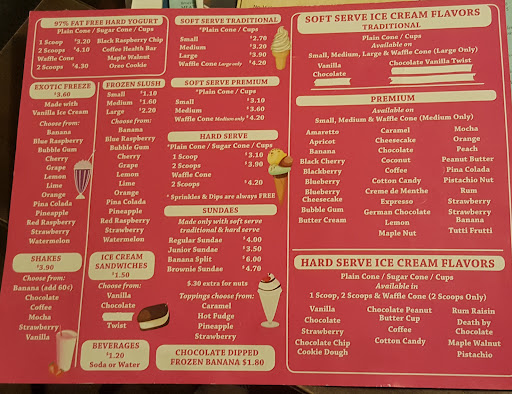 97% FAT FREE HARD YOGURT
Plain Cone / Sugar Cone / Cups
1 Scoop $3.20 Black Raspberry Chip
2 Scoops $4.10 Coffee Health Bar
Waffle Cone Maple Walnut
2 Scoops $4.30 Oreo Cookie
EXOTIC FREEZE
$3.60
Made with
Vanilla Ice Cream
Choose from:
Banana
Blue Raspberry
Bubble Gum
Cherry
Grape
Lemon
Lime
Orange
Pina Colada
Pineapple
Red Raspberry
Strawberry
Watermelon
SHAKES
$3.90
Choose from:
Banana (add 60¢)
Chocolate
Coffee
Mocha
Strawberry
Vanilla
FROZEN SLUSH
Small $1.10
Medium $1.60
Large $2.20
Choose from:
Banana
Blue Raspberry
Bubble Gum
Cherry
Grape
Lemon
Lime
Orange
Pina Colada
Pineapple
Red Raspberry
Strawberry
Watermelon
ICE CREAM
SANDWICHES
$1.50
Choose from:
Vanilla
Chocolate
Twist
BEVERAGES
$1.20
Soda or Water
SOFT SERVE TRADITIONAL
*Plain Cone / Cups
Small $2.70
Medium $3.20
Large $3.90
Waffle Cone Large only $4.20
SOFT SERVE PREMIUM
*Plain Cone / Cups
Small $3.10
Medium $3.60
Waffle Cone Medium only $4.20
HARD SERVE
*Plain Cone / Sugar Cone / Cups
1 Scoop $3.10
2 Scoops $3.90
Waffle Cone
2 Scoops $4.20
* Sprinkles & Dips are always FREE
SUNDAES
Made only with soft serve
traditional & hard serve
Regular Sundae $4.00
Junior Sundae $3.50
Banana Split $6.00
Brownie Sundae $4.70
$.30 extra for nuts
Toppings choose from:
Caramel
Hot Fudge
Pineapple
Strawberry
CHOCOLATE DIPPED
FROZEN BANANA $1.80
SOFT SERVE ICE CREAM FLAVORS
TRADITIONAL
Plain Cone / Cups
Available on
Small, Medium, Large & Waffle Cone (Large Only)
Vanilla Chocolate Vanilla Twist
Chocolate
PREMIUM
Available on
Small, Medium & Waffle Cone (Medium Only)
Amaretto Caramel Mocha
Apricot Cheesecake Orange
Banana Chocolate Peach
Black Cherry Coconut Peanut Butter
Blackberry Coffee Pina Colada
Blueberry Cotton Candy Pistachio Nut
Blueberry Creme de Menthe Rum
Cheesecake Expresso Strawberry
Bubble Gum German Chocolate Strawberry
Butter Cream Lemon Banana
Maple Nut Tutti Frutti
HARD SERVE ICE CREAM FLAVORS
Plain Cone / Sugar Cone / Cups
Available in
1 Scoop, 2 Scoops & Waffle Cone (2 Scoops Only)
Vanilla Chocolate Peanut Rum Raisin
Chocolate Butter Cup Death by
Strawberry Coffee Chocolate
Chocolate Chip Cotton Candy Maple Walnut
Cookie Dough Pistachio